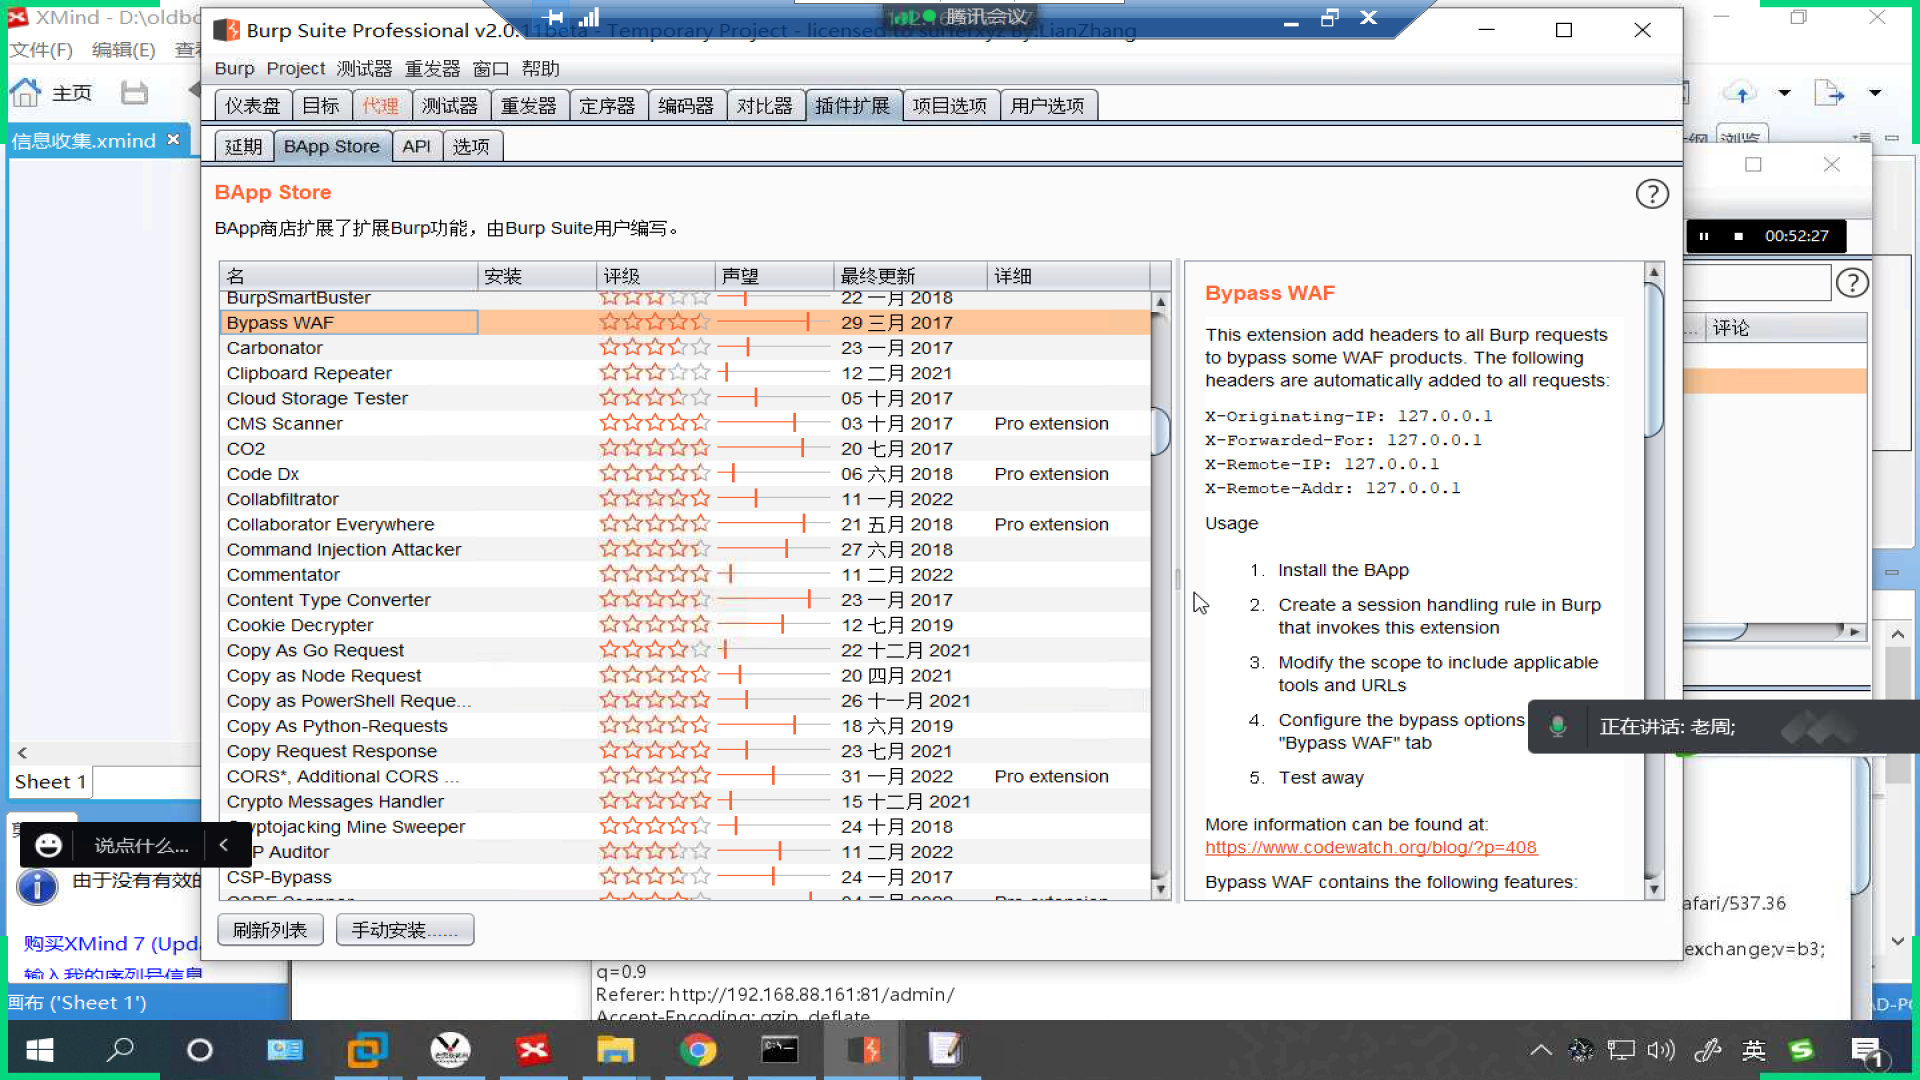 XMind - D:\oldbo
文件(F) 编辑(E) 查看
主页
信息收集.xmind
Burp Suite Professional v2.0.11beta - Temporary Project - licensed to surferxyz By:LianZhang
腾讯会议
Burp Project 测试器 重发器 窗口 帮助
仪表盘 目标 代理 测试器 重发器 定序器 编码器 对比器 插件扩展 项目选项 用户选项
延期 BApp Store API 选项
BApp Store
BApp商店扩展了扩展Burp功能，由Burp Suite用户编写。
名 安装 评级 声望 最终更新 详细
BurpSmartBuster 22 一月 2018
Bypass WAF 29 三月 2017
Carbonator 23 一月 2017
Clipboard Repeater 12 二月 2021
Cloud Storage Tester 05 十月 2017
CMS Scanner 03 十月 2017 Pro extension
CO2 20 七月 2017
Code Dx 06 六月 2018 Pro extension
Collabfiltrator 11 一月 2022
Collaborator Everywhere 21 五月 2018 Pro extension
Command Injection Attacker 27 六月 2018
Commentator 11 二月 2022
Content Type Converter 23 一月 2017
Cookie Decrypter 12 七月 2019
Copy As Go Request 22 十二月 2021
Copy as Node Request 20 四月 2021
Copy as PowerShell Reque... 26 十一月 2021
Copy As Python-Requests 18 六月 2019
Copy Request Response 23 七月 2021
CORS*, Additional CORS ... 31 一月 2022 Pro extension
Crypto Messages Handler 15 十二月 2021
ryptojacking Mine Sweeper 24 十月 2018
P Auditor 11 二月 2022
CSP-Bypass 24 一月 2017
刷新列表 手动安装......
Bypass WAF
This extension add headers to all Burp requests
to bypass some WAF products. The following
headers are automatically added to all requests:
X-Originating-IP: 127.0.0.1
X-Forwarded-For: 127.0.0.1
X-Remote-IP: 127.0.0.1
X-Remote-Addr: 127.0.0.1
Usage
1. Install the BApp
2. Create a session handling rule in Burp
that invokes this extension
3. Modify the scope to include applicable
tools and URLs
4. Configure the bypass options
"Bypass WAF" tab
5. Test away
More information can be found at:
https://www.codewatch.org/blog/?p=408
Bypass WAF contains the following features:
00:52:27
... 评论
正在讲话: 老周;
Sheet 1
说点什么...
由于没有有效的
购买XMind 7 (Upda
输入我的序列号信息
画布 ('Sheet 1')
afari/537.36
exchange;v=b3;
q=0.9
Referer: http://192.168.88.161:81/admin/
Accept-Encoding: gzip, deflate
AD-PC
英
1